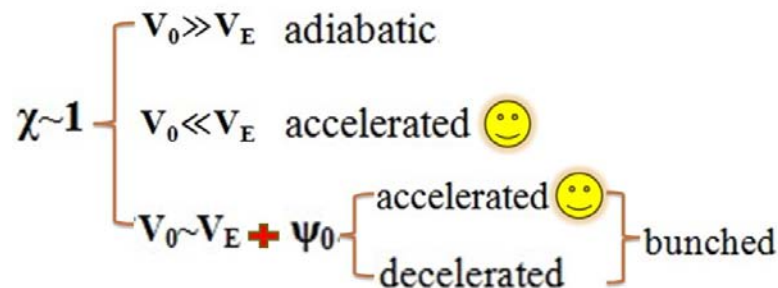 V₀≫V_E adiabatic
χ~1 V₀≪V_E accelerated
accelerated
V₀~V_E + ψ₀ bunched
decelerated